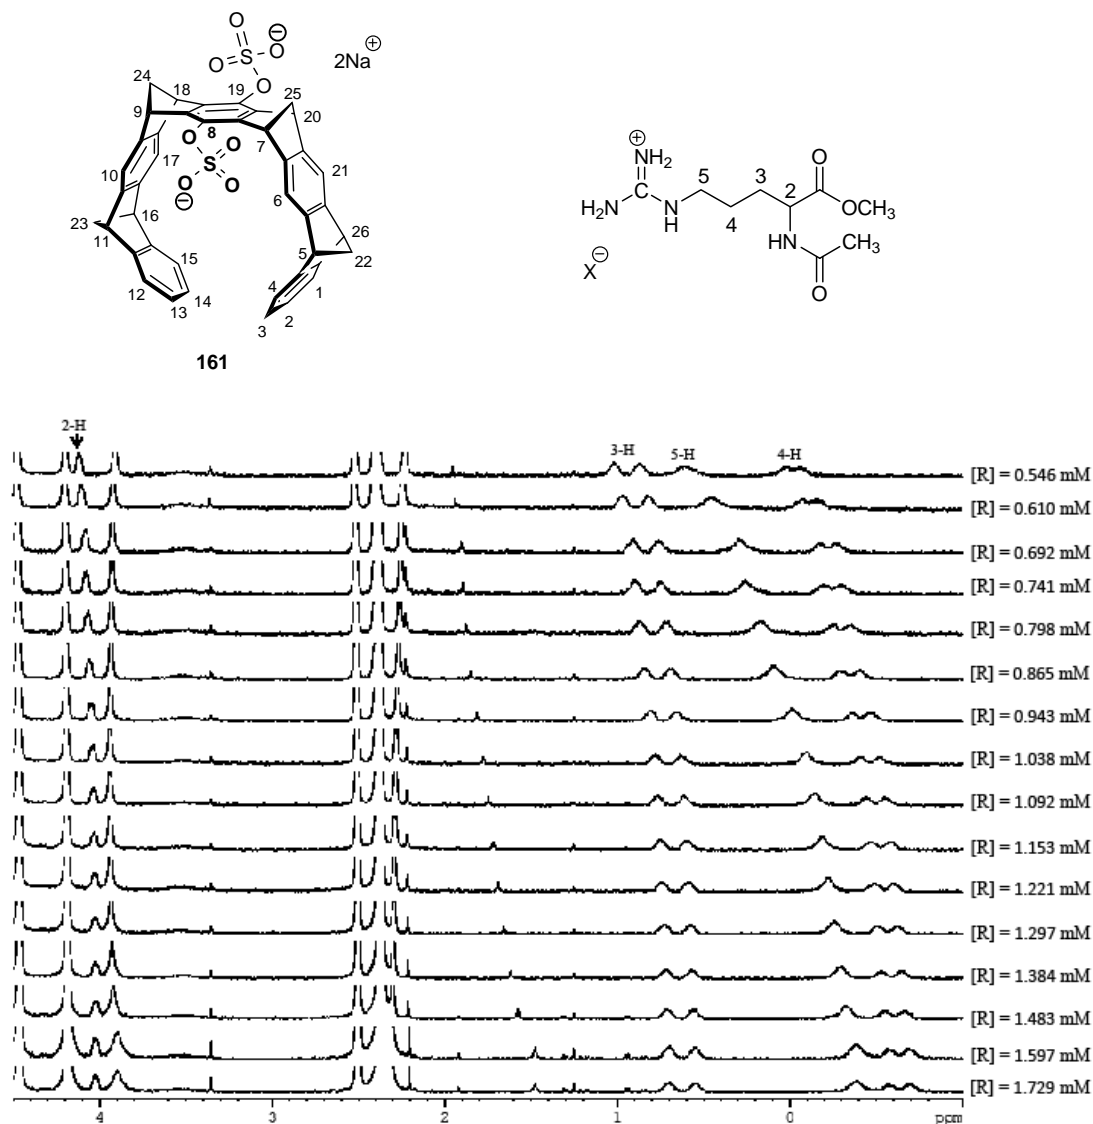 O
⊖
O S O
O
2Na⊕
24 18 19 O 25
9 8 20
O O 7
10 17 S 21
O O 6
⊖
23 16 26
11 5 22
15 4 1
12 14 2
13 3
161
⊕
NH2
H2N N H
5 4 3 2
O
OCH3
HN CH3
O
X⊖
2-H 3-H 5-H 4-H
[R] = 0.546 mM
[R] = 0.610 mM
[R] = 0.692 mM
[R] = 0.741 mM
[R] = 0.798 mM
[R] = 0.865 mM
[R] = 0.943 mM
[R] = 1.038 mM
[R] = 1.092 mM
[R] = 1.153 mM
[R] = 1.221 mM
[R] = 1.297 mM
[R] = 1.384 mM
[R] = 1.483 mM
[R] = 1.597 mM
[R] = 1.729 mM
4 3 2 1 0 ppm